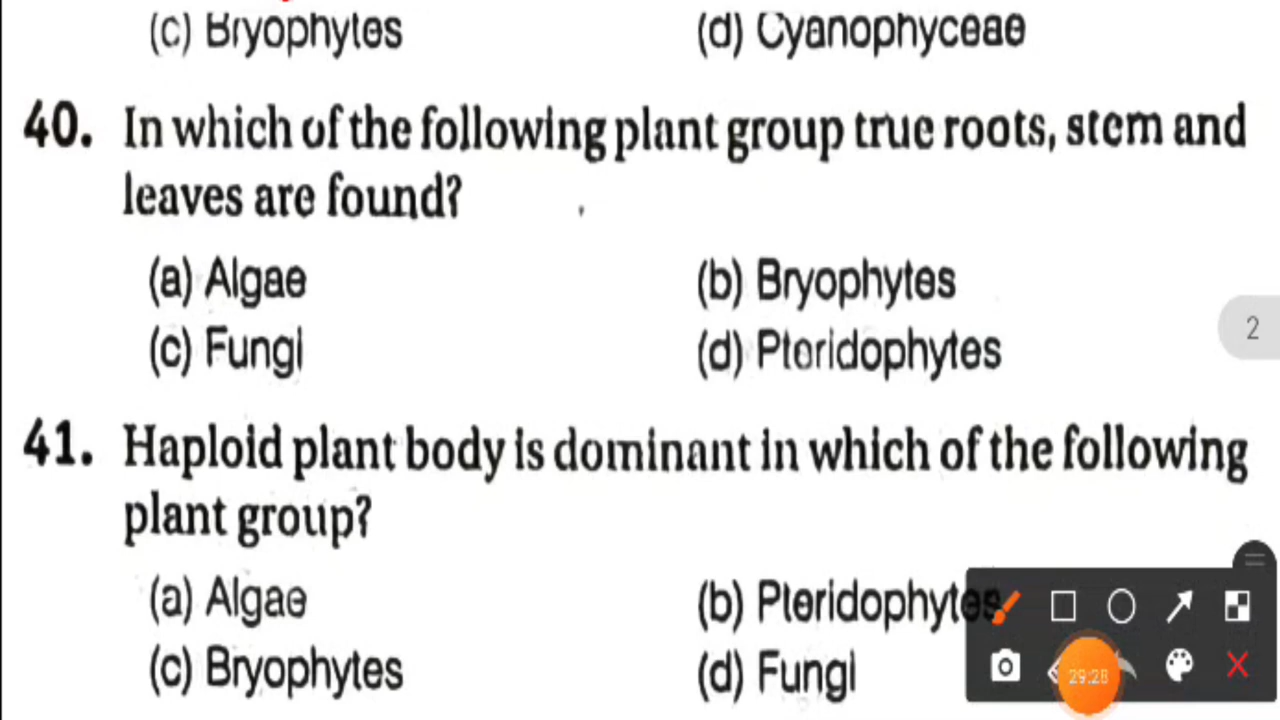 (c) Bryophytes (d) Cyanophyceae
40. In which of the following plant group true roots, stem and
leaves are found?
(a) Algae (b) Bryophytes
(c) Fungi (d) Pteridophytes
2
41. Haploid plant body is dominant in which of the following
plant group?
(a) Algae (b) Pteridophytes
(c) Bryophytes (d) Fungi
29:28